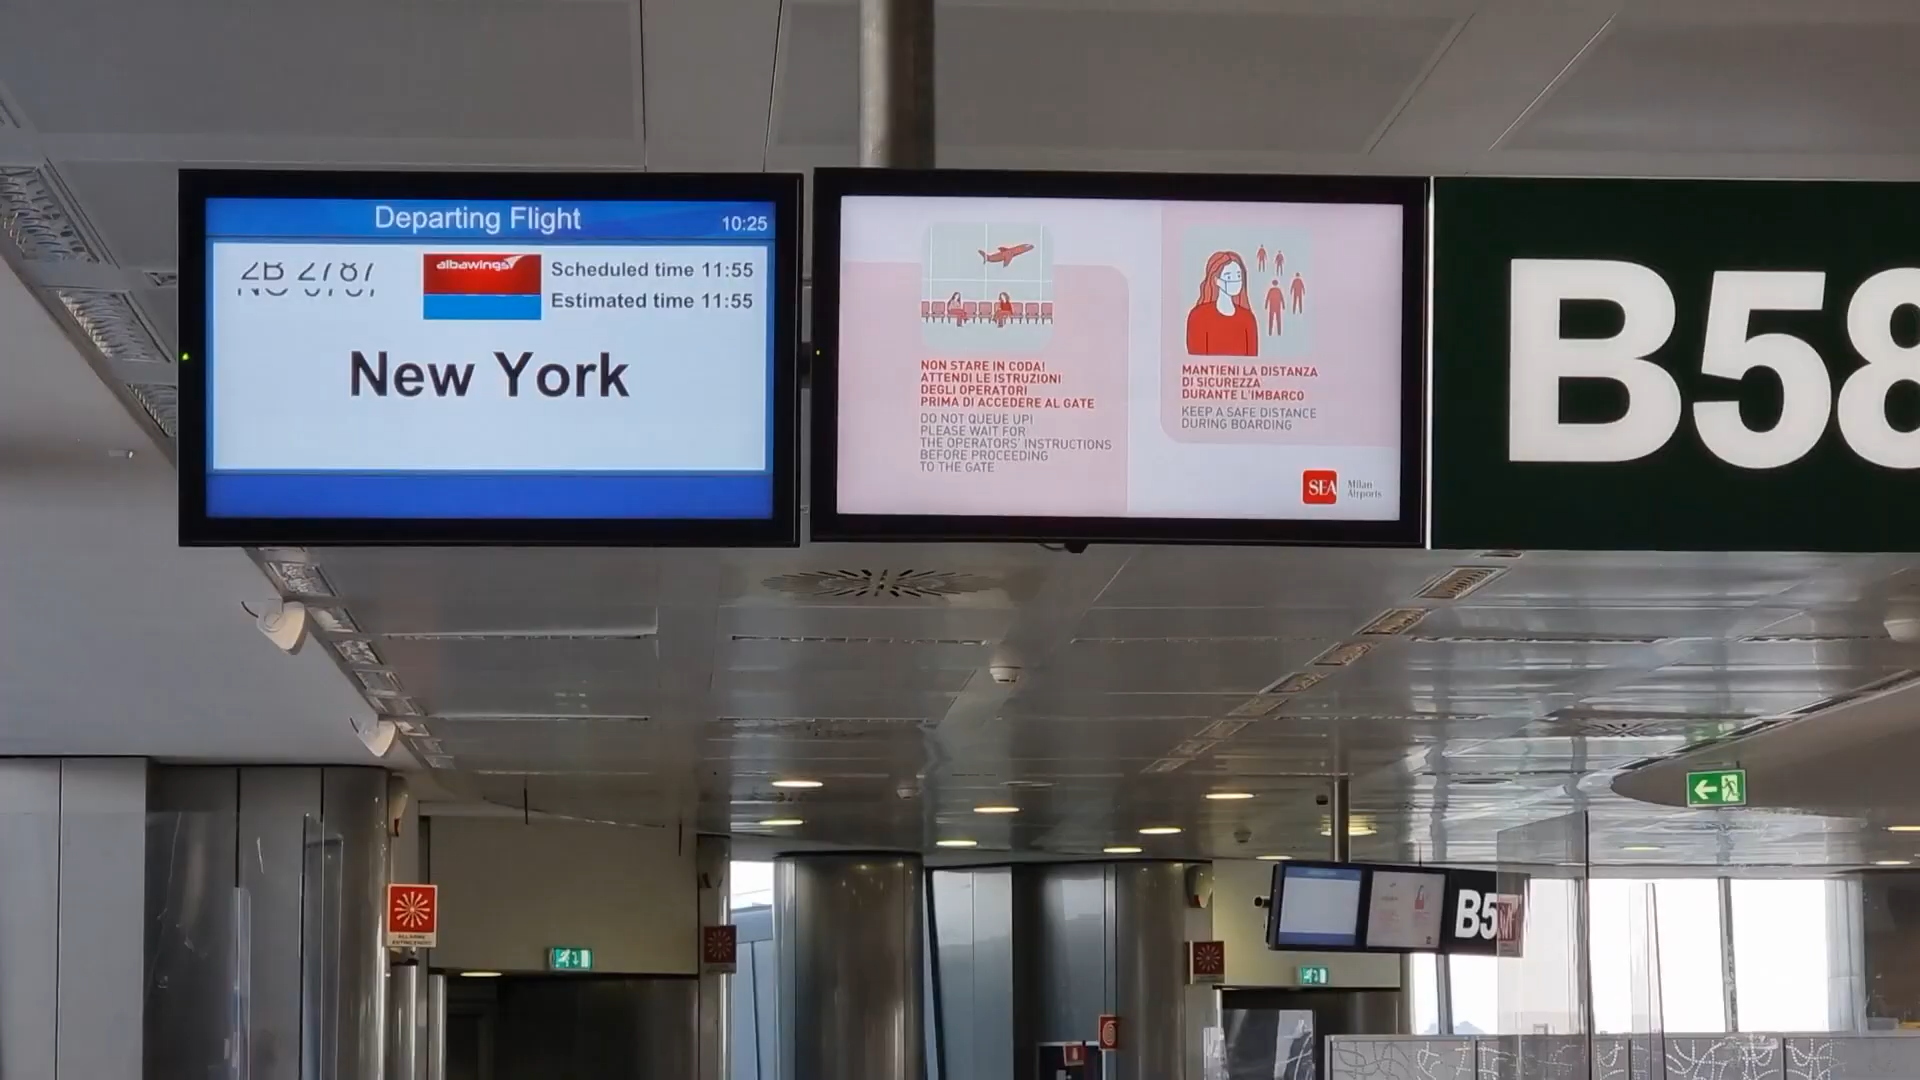 Departing Flight
10:25
albawings
Scheduled time 11:55
Estimated time 11:55
New York
NON STARE IN CODA!
ATTENDI LE ISTRUZIONI
DEGLI OPERATORI
PRIMA DI ACCEDERE AL GATE
DO NOT QUEUE UP!
PLEASE WAIT FOR
THE OPERATORS' INSTRUCTIONS
BEFORE PROCEEDING
TO THE GATE
MANTIENI LA DISTANZA
DI SICUREZZA
DURANTE L'IMBARCO
KEEP A SAFE DISTANCE
DURING BOARDING
SEA
Milan
Airports
B58
B5